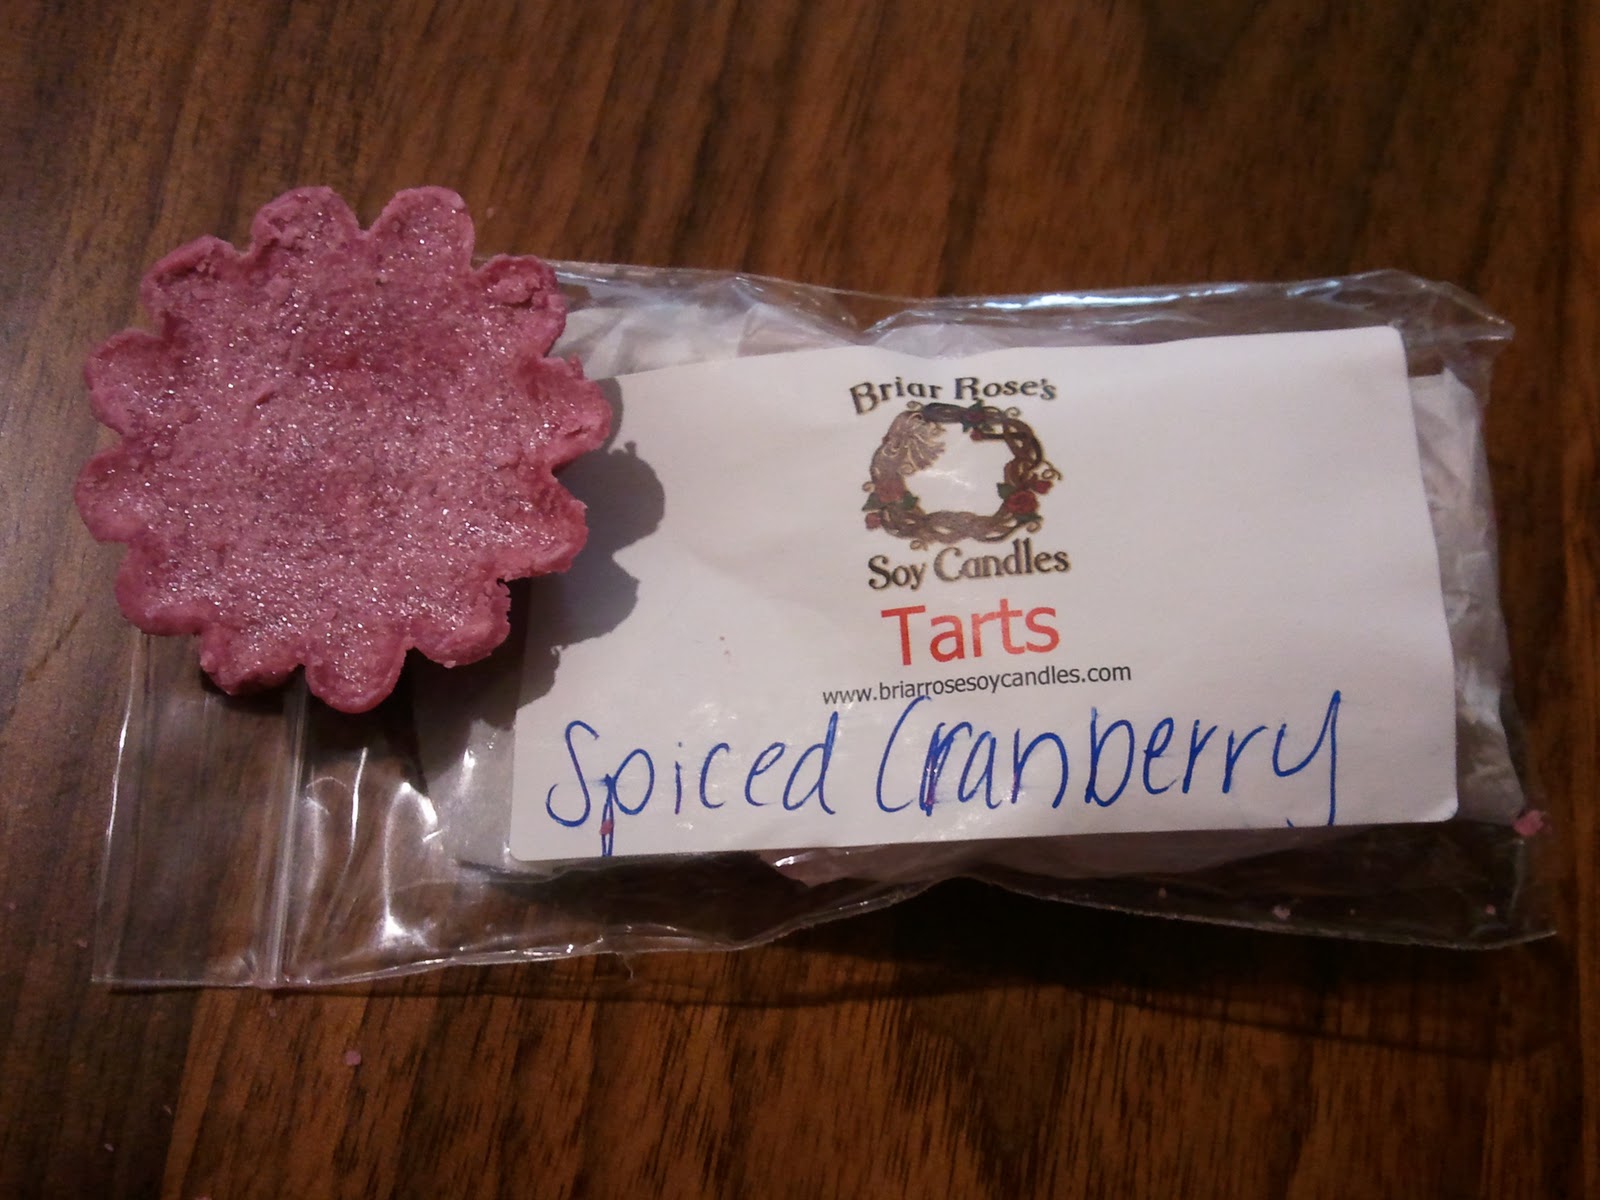 Briar Rose's
Soy Candles
Tarts
www.briarrosesoycandles.com
Spiced Cranberry